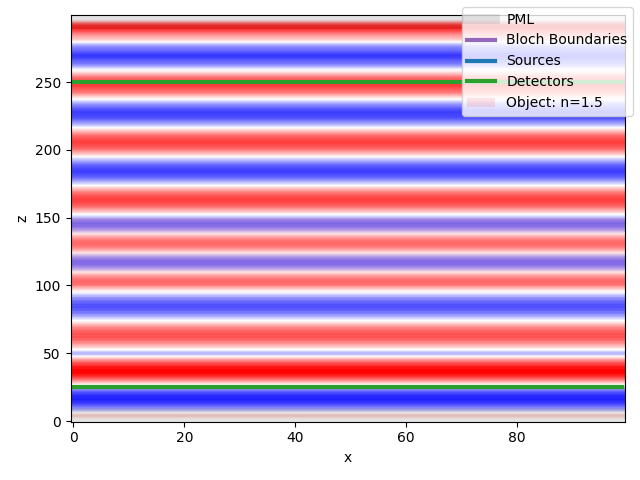 PML
Bloch Boundaries
Sources
Detectors
Object: n=1.5
250
200
150
100
50
0
z
0 20 40 60 80
x